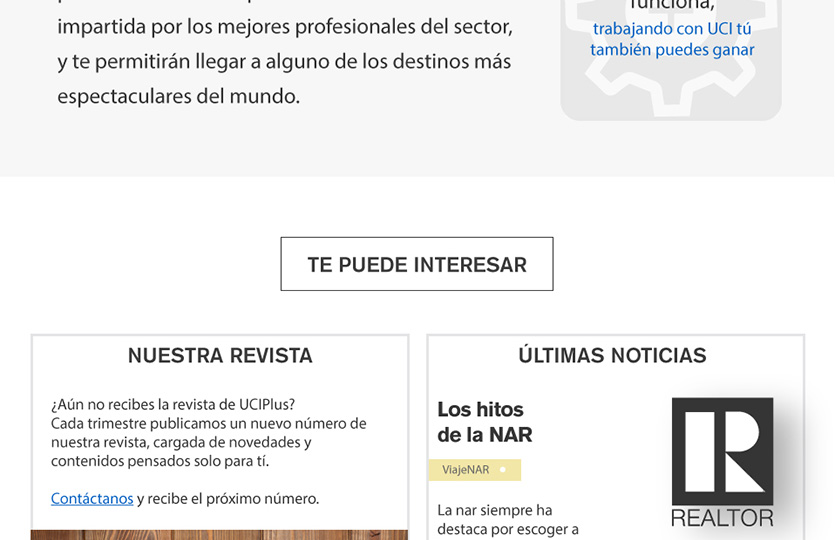 impartida por los mejores profesionales del sector,
y te permitirán llegar a alguno de los destinos más
espectaculares del mundo.
funciona,
trabajando con UCI tú
también puedes ganar
TE PUEDE INTERESAR
NUESTRA REVISTA
¿Aún no recibes la revista de UCIPlus?
Cada trimestre publicamos un nuevo número de
nuestra revista, cargada de novedades y
contenidos pensados solo para tí.
Contáctanos y recibe el próximo número.
ÚLTIMAS NOTICIAS
Los hitos
de la NAR
ViajeNAR
La nar siempre ha
destaca por escoger a
R
REALTOR